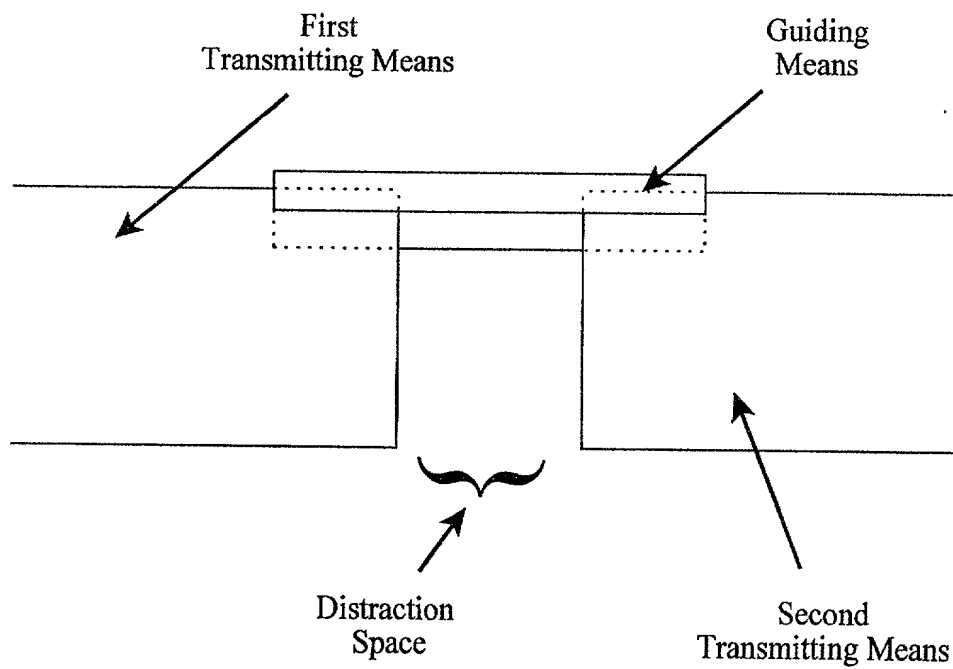 First
Transmitting Means
Guiding
Means
Distraction
Space
Second
Transmitting Means